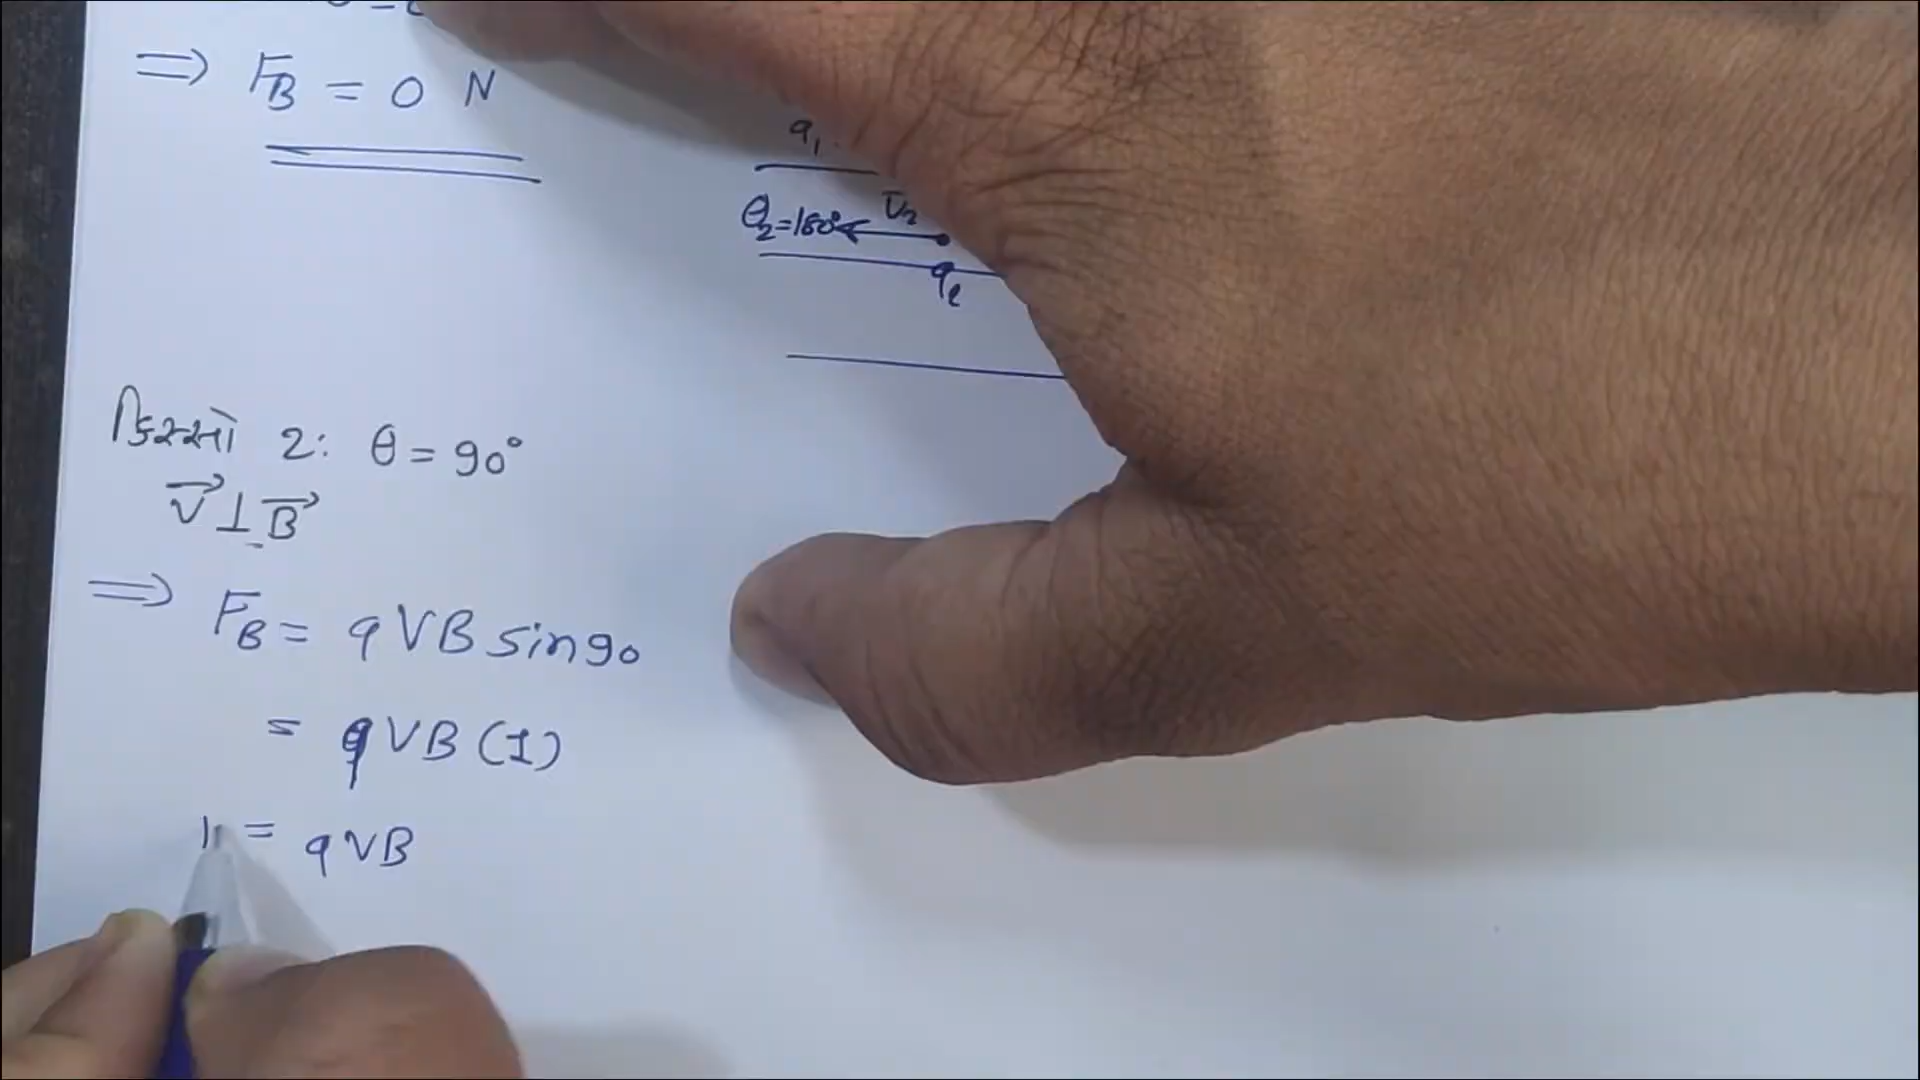 ⇒ F_B = 0 N
q₁
θ₂=180° v₂
q₂
કિસ્સો 2: θ = 90°
v⃗ ⊥ B⃗
⇒ F_B = qVB sin90
= qVB (1)
= qVB